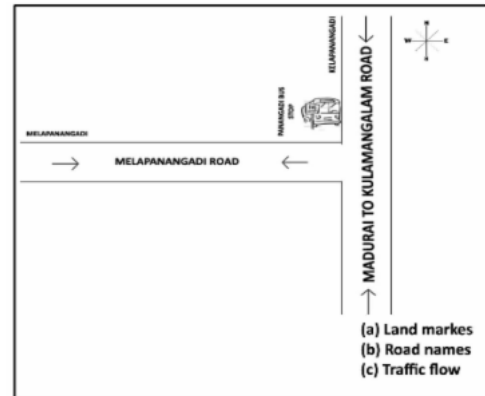 KELAPANANGADI
N
W E
S
PANANGADI BUS
STOP
MADURAI TO KULAMANGALAM ROAD
MELAPANANGADI
MELAPANANGADI ROAD
(a) Land markes
(b) Road names
(c) Traffic flow